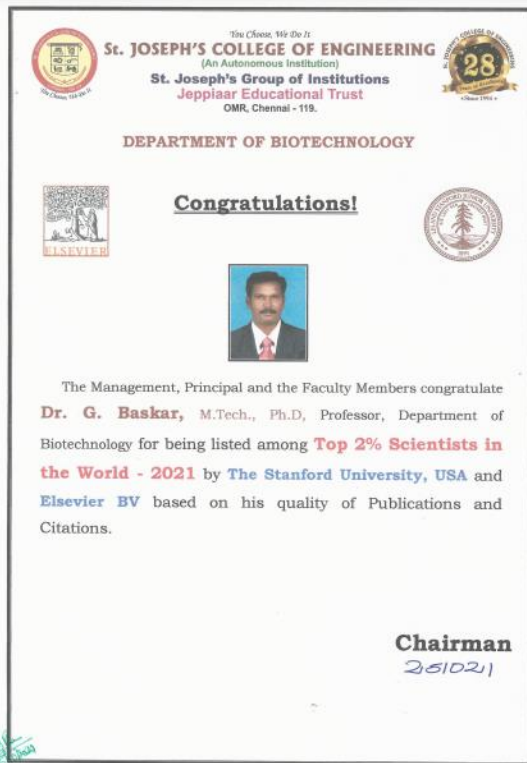 You Choose, We Do It
St. JOSEPH'S COLLEGE OF ENGINEERING
(An Autonomous Institution)
St. Joseph's Group of Institutions
Jeppiaar Educational Trust
OMR, Chennai - 119.
28
Since 1994
DEPARTMENT OF BIOTECHNOLOGY
Congratulations!
ELSEVIER
The Management, Principal and the Faculty Members congratulate
Dr. G. Baskar, M.Tech., Ph.D, Professor, Department of
Biotechnology for being listed among Top 2% Scientists in
the World - 2021 by The Stanford University, USA and
Elsevier BV based on his quality of Publications and
Citations.
Chairman